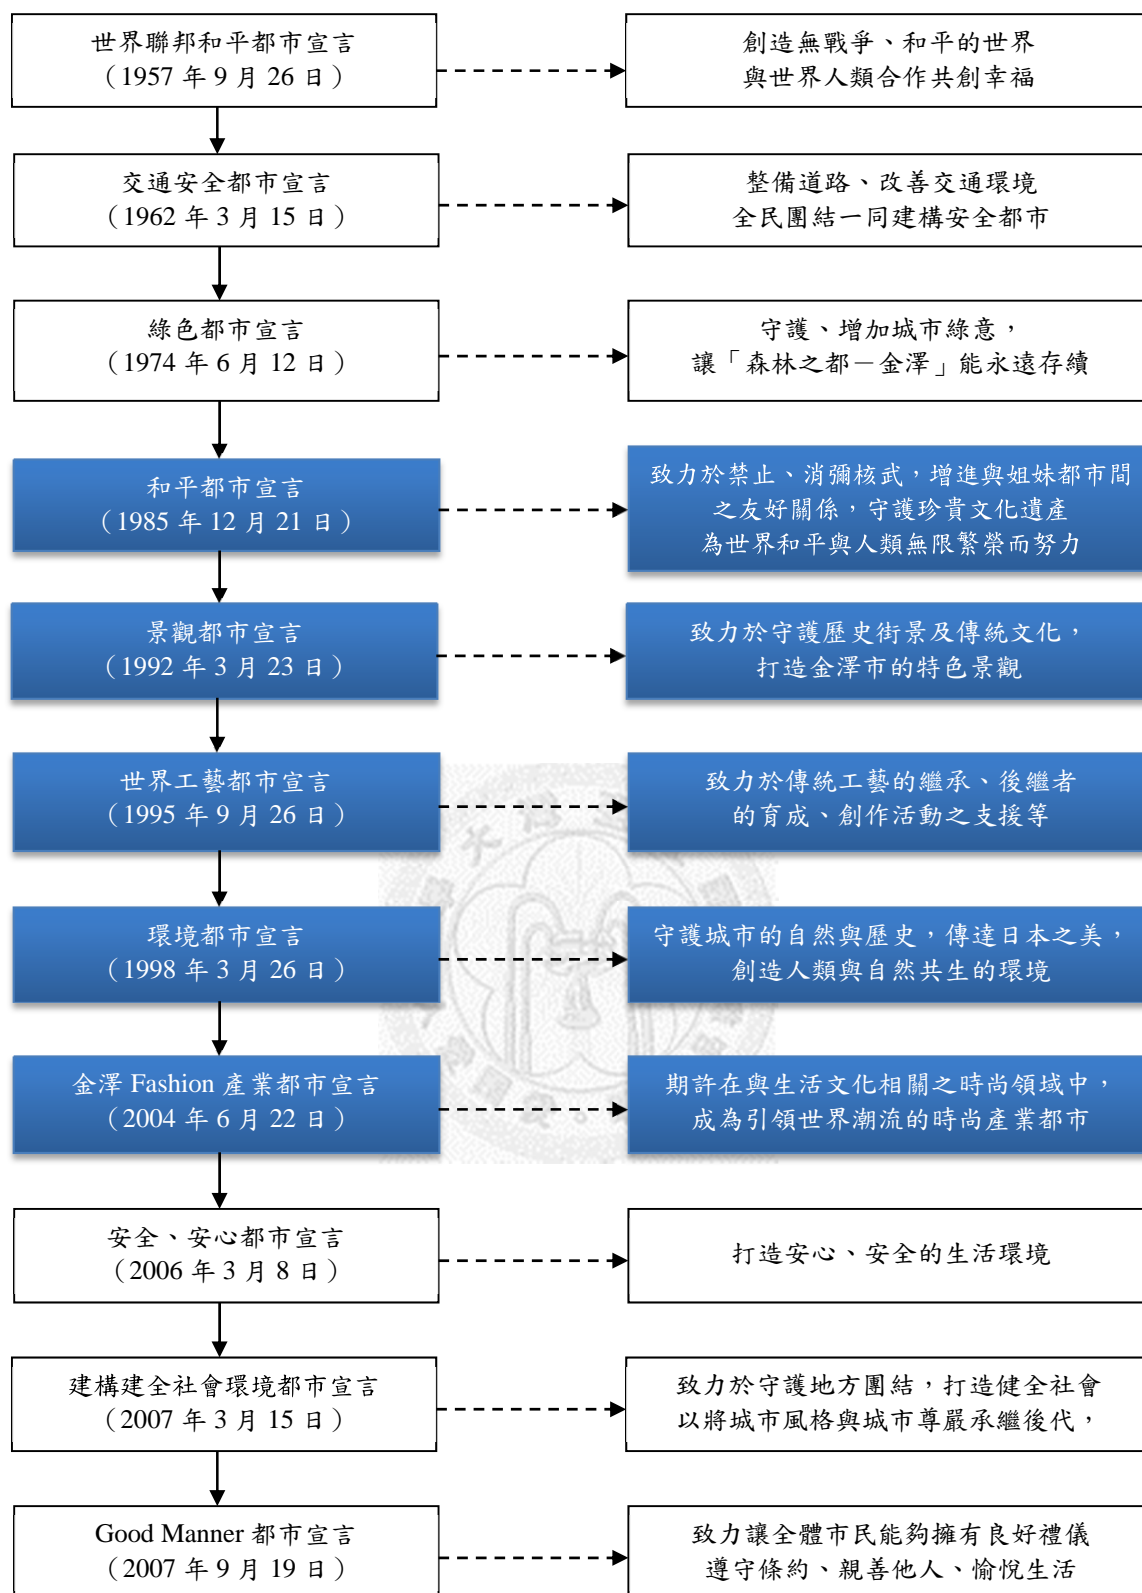 世界聯邦和平都市宣言
（1957 年 9 月 26 日）
創造無戰爭、和平的世界
與世界人類合作共創幸福
交通安全都市宣言
（1962 年 3 月 15 日）
整備道路、改善交通環境
全民團結一同建構安全都市
綠色都市宣言
（1974 年 6 月 12 日）
守護、增加城市綠意，
讓「森林之都－金澤」能永遠存續
和平都市宣言
（1985 年 12 月 21 日）
致力於禁止、消彌核武，增進與姐妹都市間
之友好關係，守護珍貴文化遺產
為世界和平與人類無限繁榮而努力
景觀都市宣言
（1992 年 3 月 23 日）
致力於守護歷史街景及傳統文化，
打造金澤市的特色景觀
世界工藝都市宣言
（1995 年 9 月 26 日）
致力於傳統工藝的繼承、後繼者
的育成、創作活動之支援等
環境都市宣言
（1998 年 3 月 26 日）
守護城市的自然與歷史，傳達日本之美，
創造人類與自然共生的環境
金澤 Fashion 產業都市宣言
（2004 年 6 月 22 日）
期許在與生活文化相關之時尚領域中，
成為引領世界潮流的時尚產業都市
安全、安心都市宣言
（2006 年 3 月 8 日）
打造安心、安全的生活環境
建構建全社會環境都市宣言
（2007 年 3 月 15 日）
致力於守護地方團結，打造健全社會
以將城市風格與城市尊嚴承繼後代，
Good Manner 都市宣言
（2007 年 9 月 19 日）
致力讓全體市民能夠擁有良好禮儀
遵守條約、親善他人、愉悅生活